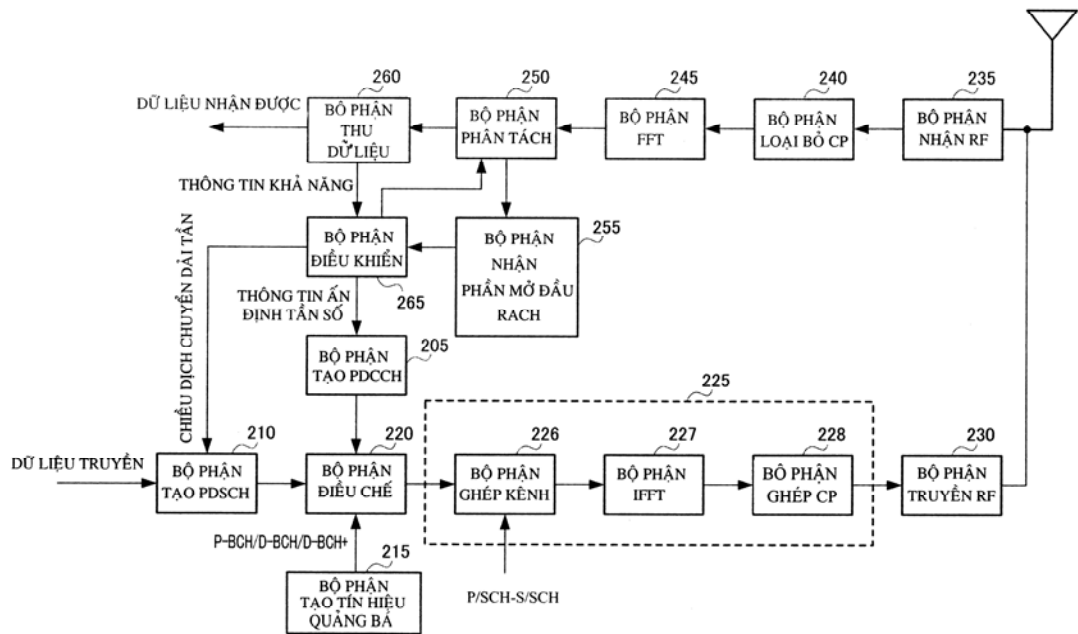 260
250
245
240
235
DỮ LIỆU NHẬN ĐƯỢC
BỘ PHẬN
THU
DỮ LIỆU
BỘ PHẬN
PHÂN TÁCH
BỘ PHẬN
FFT
BỘ PHẬN
LOẠI BỎ CP
BỘ PHẬN
NHẬN RF
THÔNG TIN KHẢ NĂNG
CHIỀU DỊCH CHUYỂN DẢI TẦN
BỘ PHẬN
ĐIỀU KHIỂN
265
BỘ PHẬN
NHẬN
PHẦN MỞ ĐẦU
RACH
255
THÔNG TIN ẤN
ĐỊNH TẦN SỐ
205
BỘ PHẬN
TẠO PDCCH
225
210
220
226
227
228
230
DỮ LIỆU TRUYỀN
BỘ PHẬN
TẠO PDSCH
BỘ PHẬN
ĐIỀU CHẾ
BỘ PHẬN
GHÉP KÊNH
BỘ PHẬN
IFFT
BÔ PHẬN
GHÉP CP
BỘ PHẬN
TRUYỀN RF
P-BCH/D-BCH/D-BCH+
215
BỘ PHẬN
TẠO TÍN HIỆU
QUẢNG BÁ
P/SCH-S/SCH